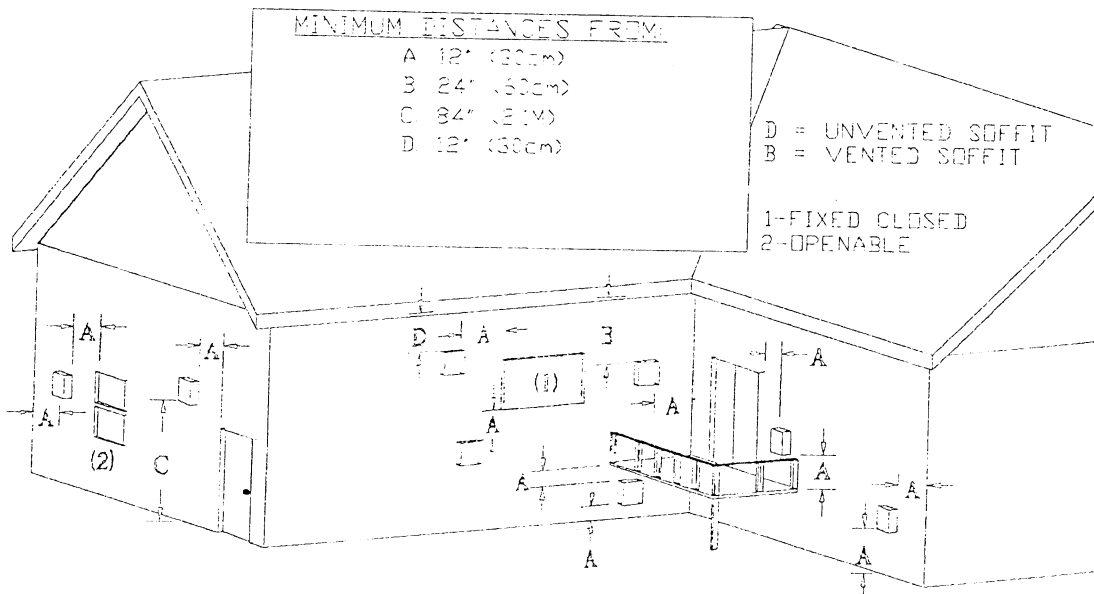 MINIMUM DISTANCES FROM:
A 12" (30cm)
B 24" (60cm)
C 84" (2.1M)
D 12" (30cm)
D = UNVENTED SOFFIT
B = VENTED SOFFIT
1-FIXED CLOSED
2-OPENABLE
A
A
D
A
B
A
(1)
A
A
A
(2)
C
A
A
A
A
A